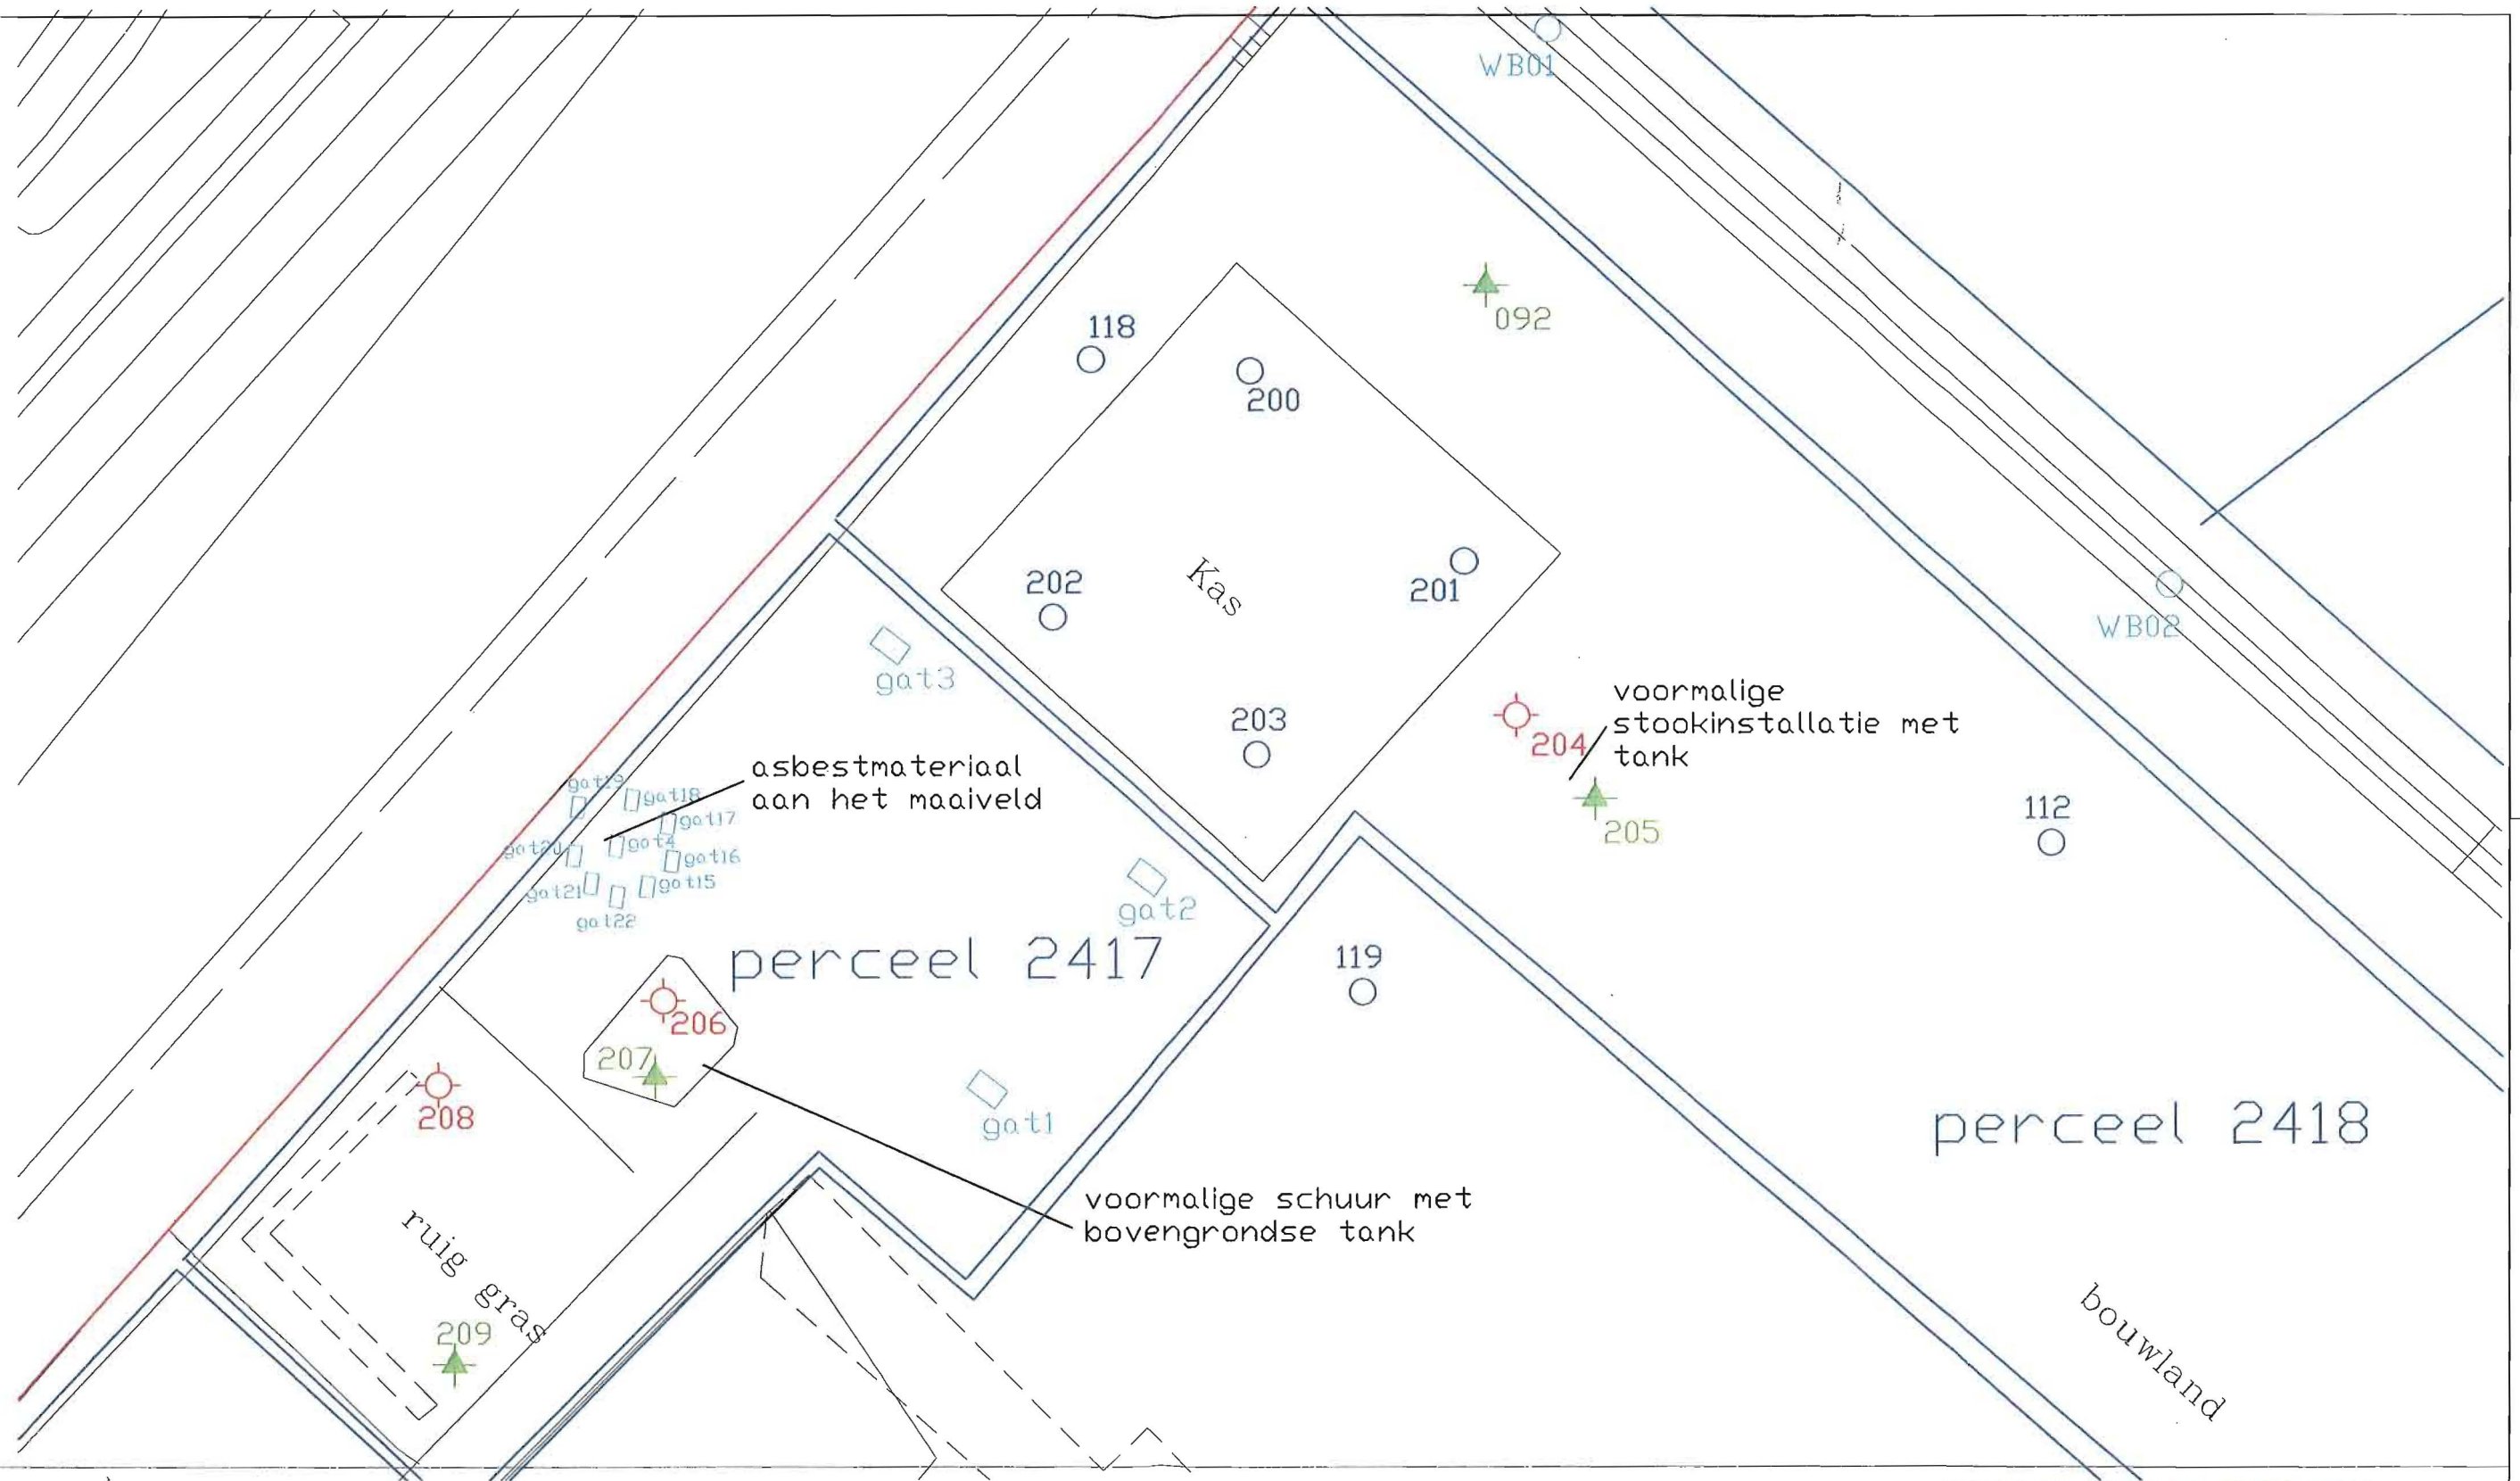 WB01
092
118
200
202
Kas
201
WB02
gat3
203
voormalige
stookinstallatie met
tank
204
205
112
asbestmateriaal
aan het maaiveld
gat19
gat18
gat17
gat4
gat16
gat15
gat21
gat22
gat2
perceel 2417
119
206
207
208
gat1
perceel 2418
voormalige schuur met
bovengrondse tank
ruig gras
209
bouwland